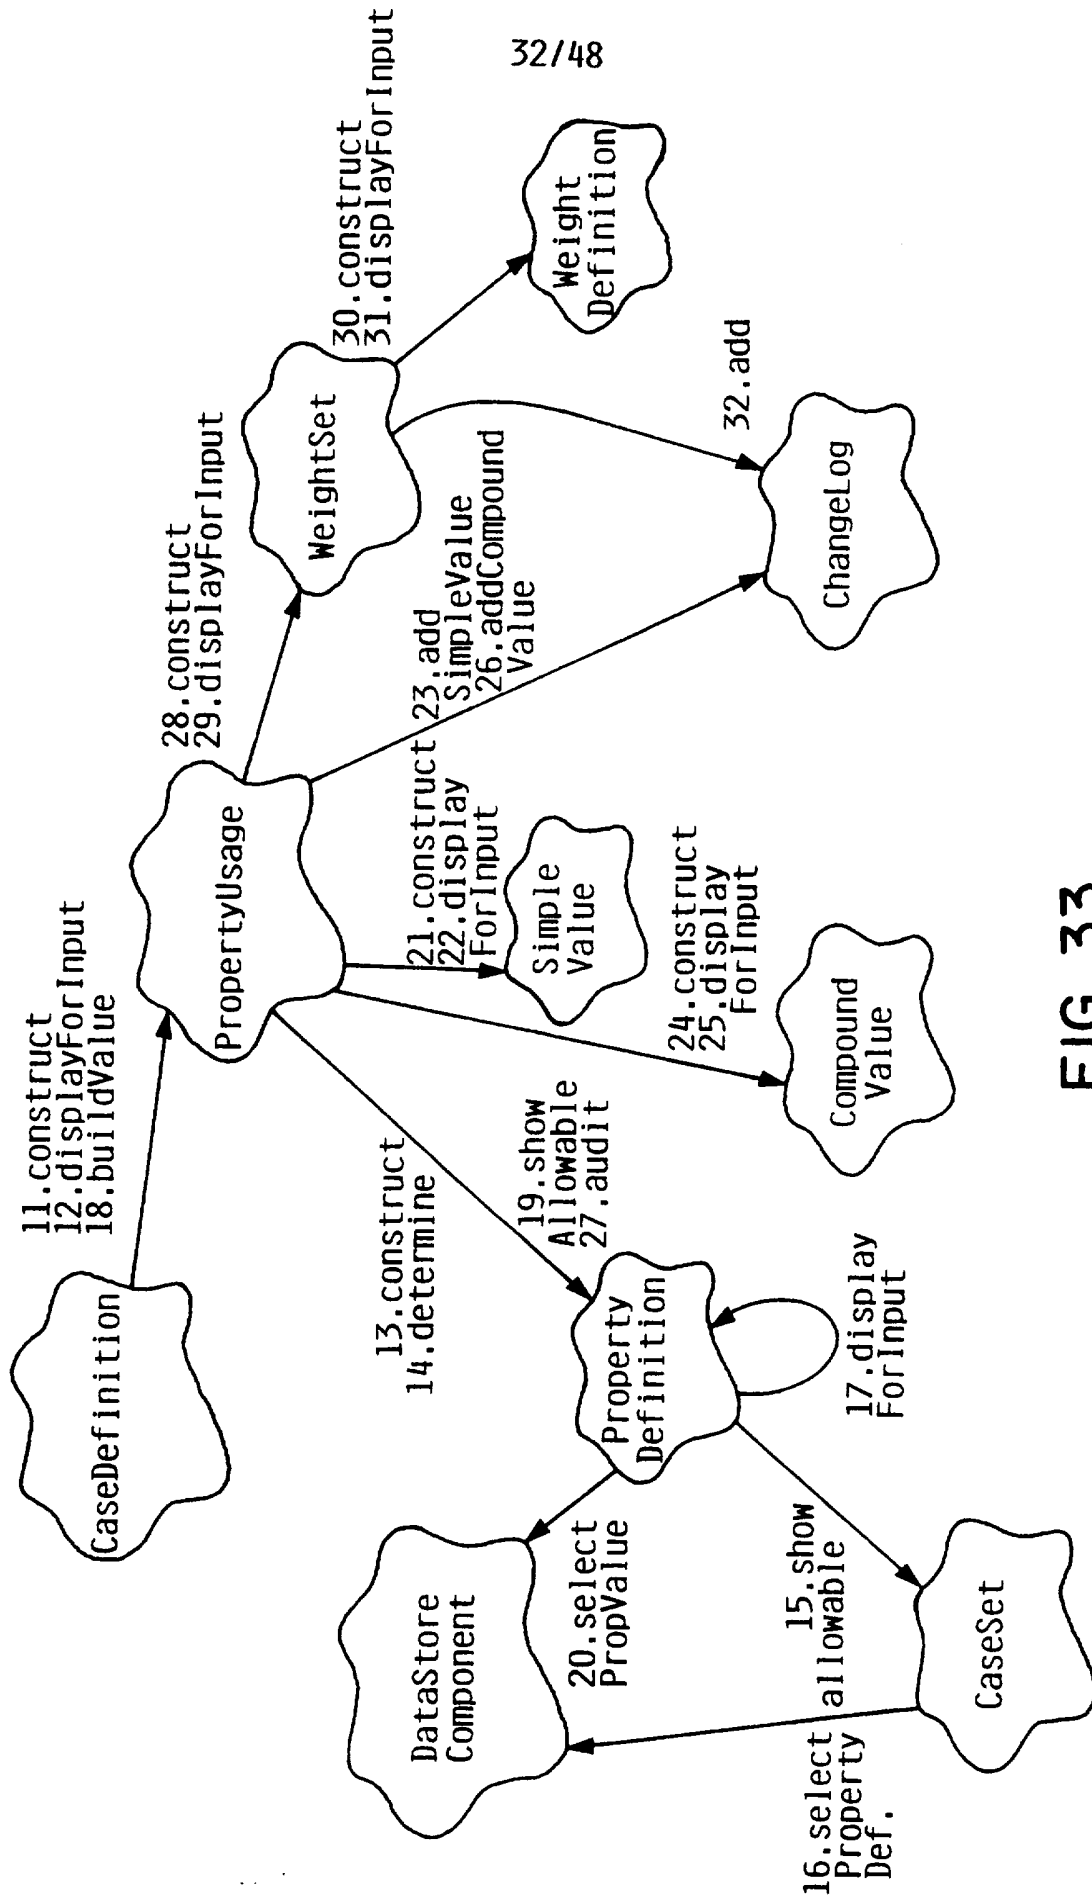 32/48
11.construct
12.displayForInput
18.buildValue
CaseDefinition
PropertyUsage
28.construct
29.displayForInput
WeightSet
30.construct
31.displayForInput
Weight
Definition
13.construct
14.determine
19.show
Allowable
27.audit
21.construct
22.display
ForInput
23.add
SimpleValue
26.addCompound
Value
32.add
ChangeLog
Simple
Value
24.construct
25.display
ForInput
Compound
Value
Property
Definition
17.display
ForInput
DataStore
Component
20.select
PropValue
15.show
allowable
16.select
Property
Def.
CaseSet
FIG 33